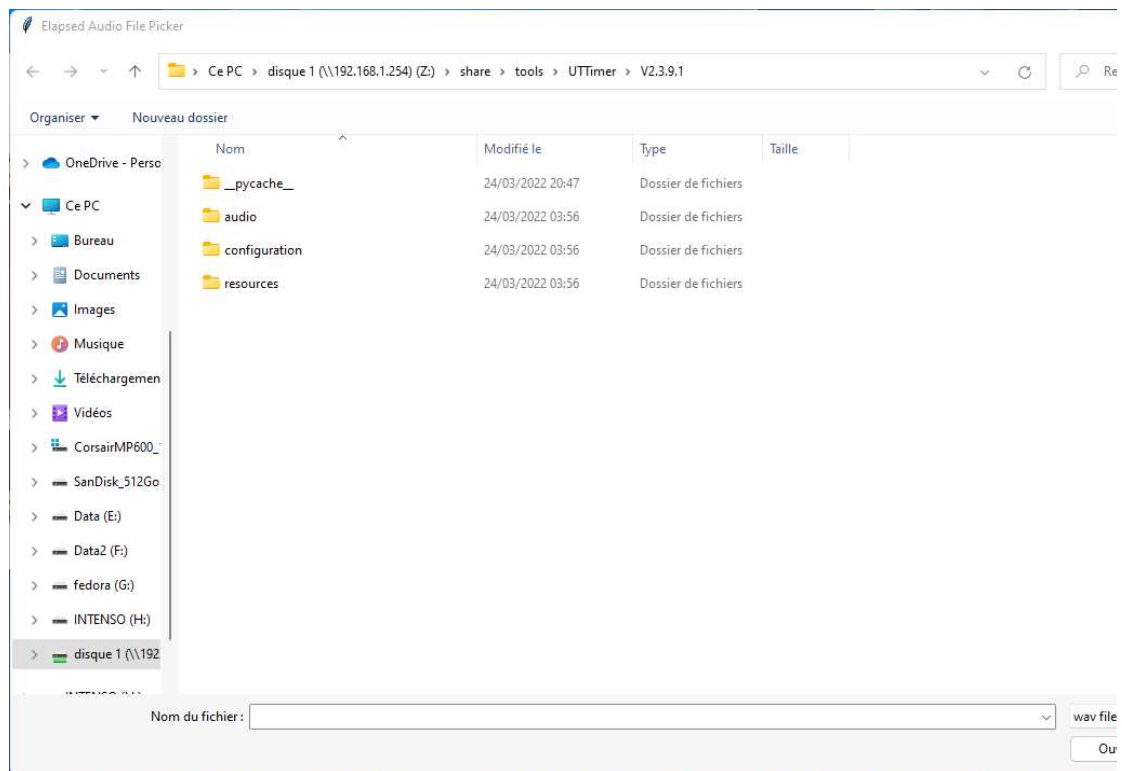 Elapsed Audio File Picker
Ce PC > disque 1 (\\192.168.1.254) (Z:) > share > tools > UTTimer > V2.3.9.1
Re
Organiser
Nouveau dossier
Nom
Modifié le
Type
Taille
OneDrive - Perso
Ce PC
Bureau
Documents
Images
Musique
Téléchargemen
Vidéos
CorsairMP600_
SanDisk_512Go
Data (E:)
Data2 (F:)
fedora (G:)
INTENSO (H:)
disque 1 (\\192
__pycache__ 24/03/2022 20:47 Dossier de fichiers
audio 24/03/2022 03:56 Dossier de fichiers
configuration 24/03/2022 03:56 Dossier de fichiers
resources 24/03/2022 03:56 Dossier de fichiers
Nom du fichier :
wav file
Ou